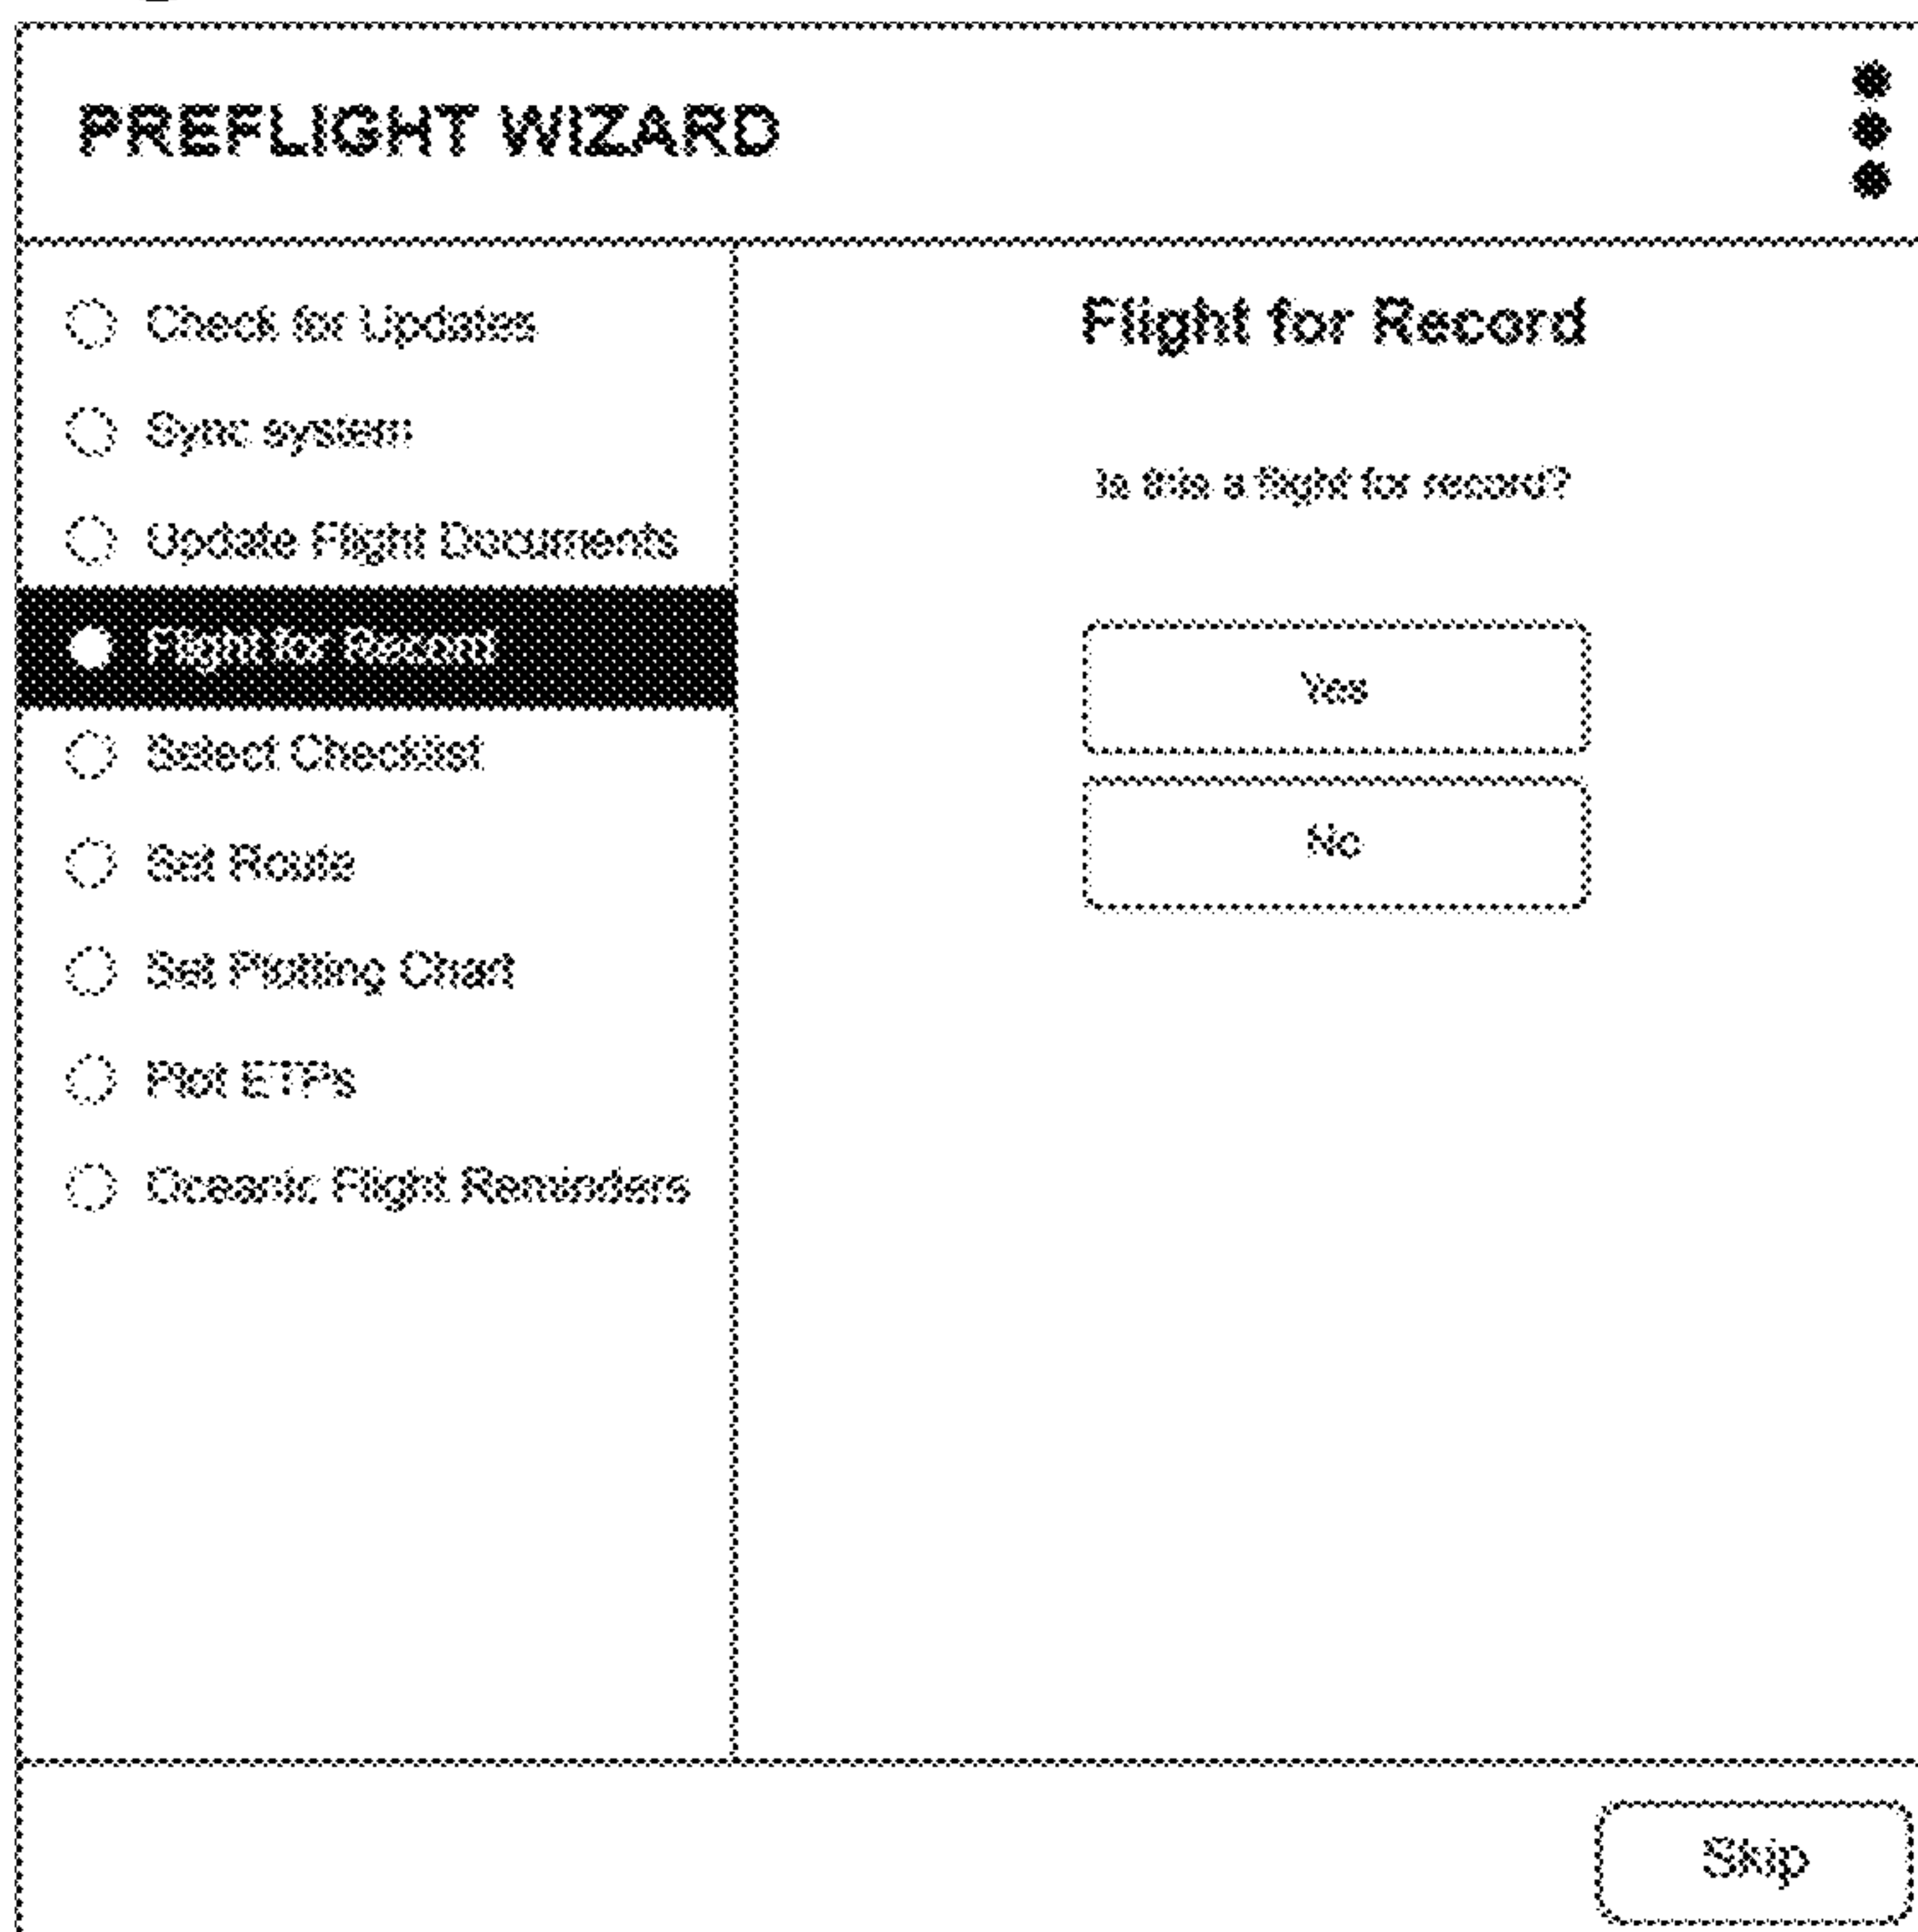 PREFLIGHT WIZARD
Check for Updates
Sync system
Update Flight Documents
Flight for Record
Select Checklist
Set Route
Set Plotting Chart
Plot ETPs
Oceanic Flight Reminders
Flight for Record
Is this a flight for record?
Yes
No
Skip